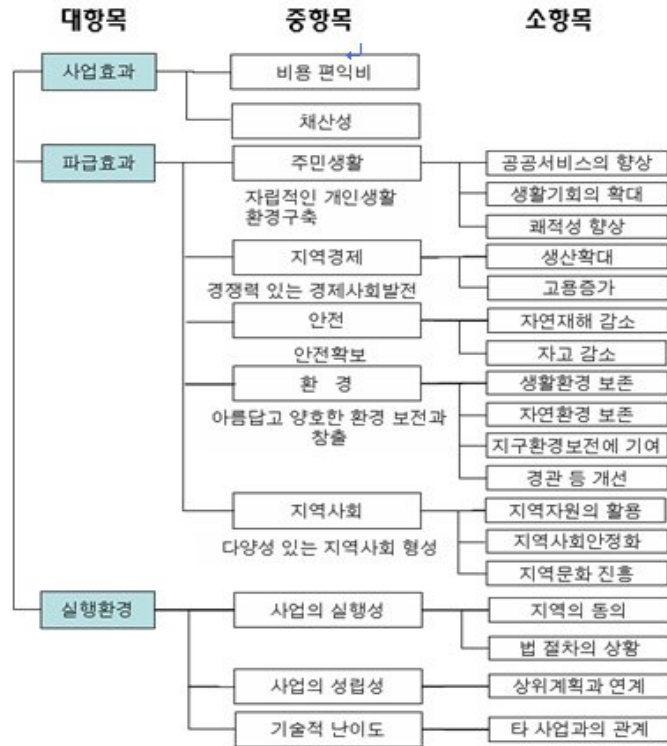 대항목 중항목 소항목
사업효과 비용 편익비
채산성
파급효과 주민생활 공공서비스의 향상
자립적인 개인생활 생활기회의 확대
환경구축
쾌적성 향상
지역경제 생산확대
경쟁력 있는 경제사회발전 고용증가
안전 자연재해 감소
안전확보 자고 감소
환 경 생활환경 보존
아름답고 양호한 환경 보전과 자연환경 보존
창출
지구환경보전에 기여
경관 등 개선
지역사회 지역자원의 활용
다양성 있는 지역사회 형성 지역사회안정화
지역문화 진흥
실행환경 사업의 실행성 지역의 동의
법 절차의 상황
사업의 성립성 상위계획과 연계
기술적 난이도 타 사업과의 관계